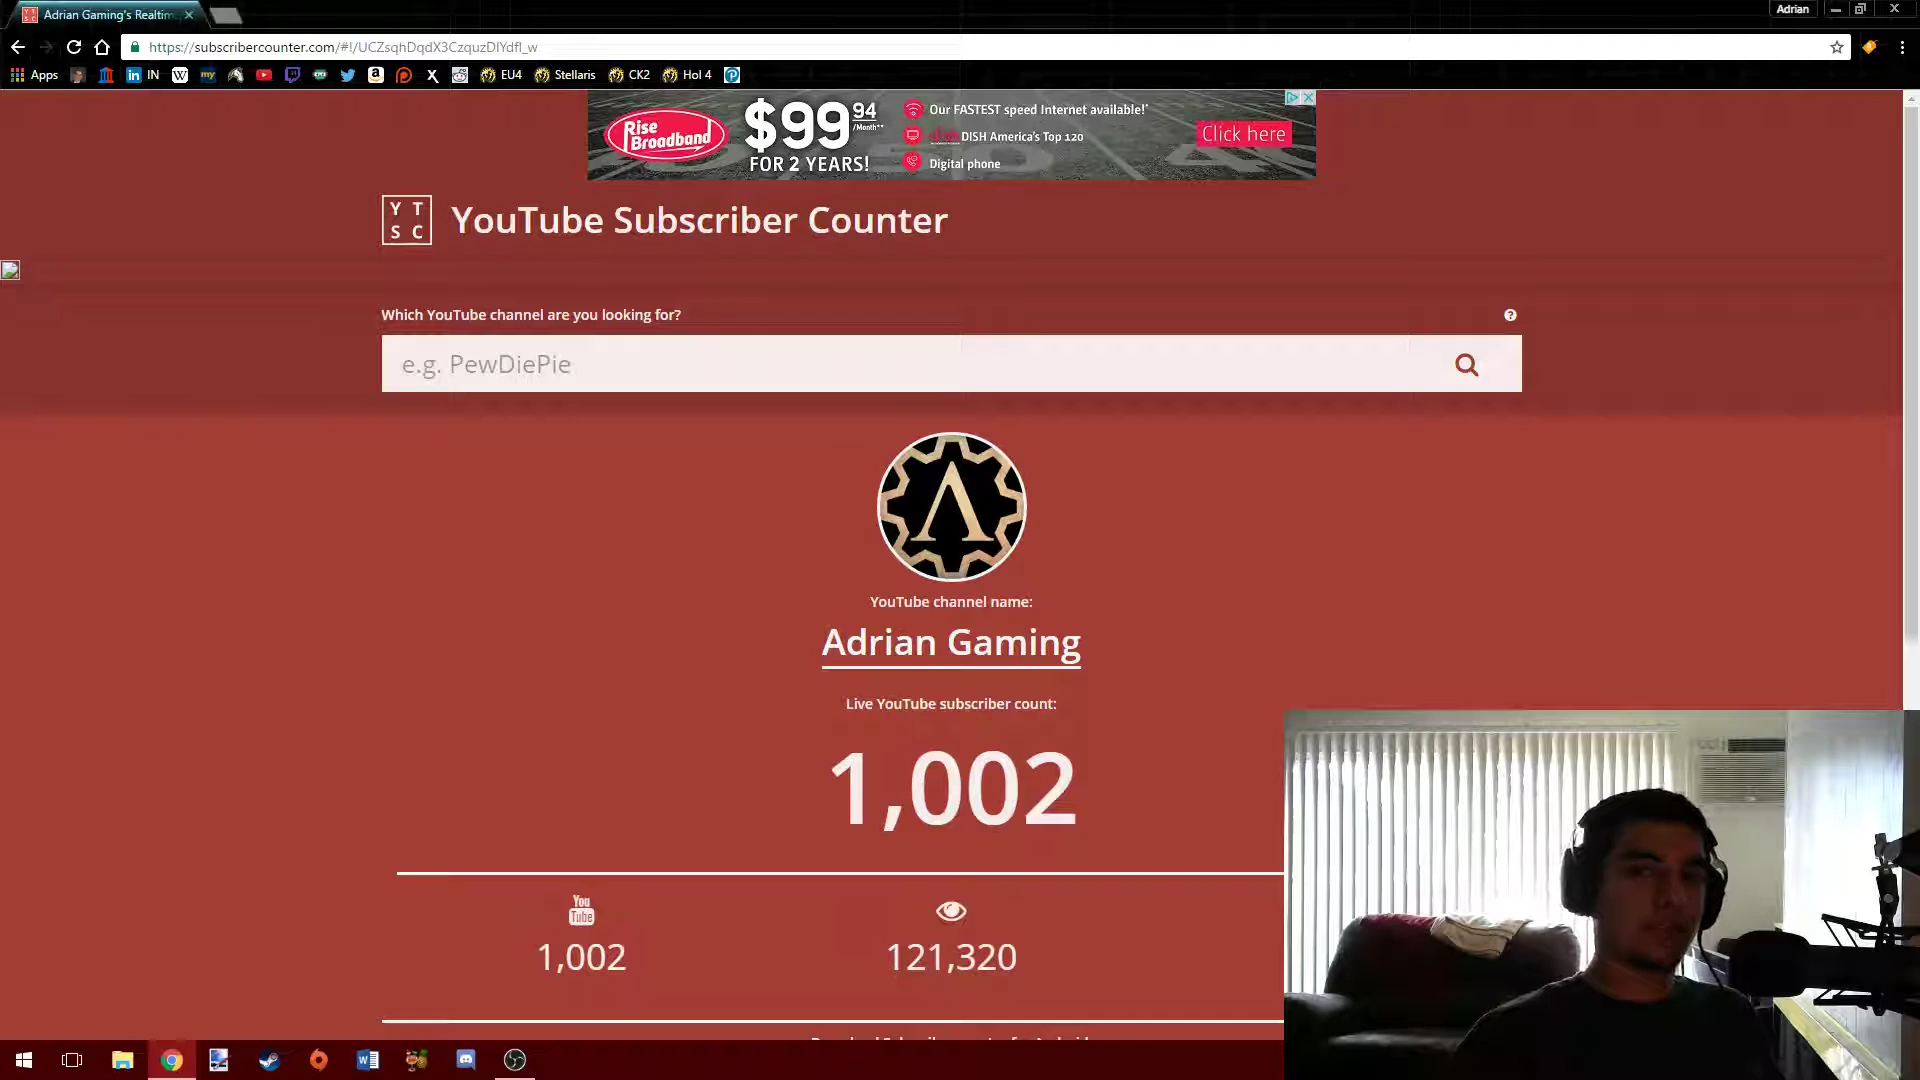 Adrian Gaming's Realtim
Adrian
https://subscribercounter.com/#!/UCZsqhDqdX3CzquzDlYdfl_w
Apps
IN
EU4
Stellaris
CK2
HoI 4
Rise Broadband
$99 94 /Month**
FOR 2 YEARS!
Our FASTEST speed Internet available!*
dish DISH America's Top 120
Digital phone
Click here
Y T
S C
YouTube Subscriber Counter
Which YouTube channel are you looking for?
e.g. PewDiePie
YouTube channel name:
Adrian Gaming
Live YouTube subscriber count:
1,002
You
Tube
1,002
121,320